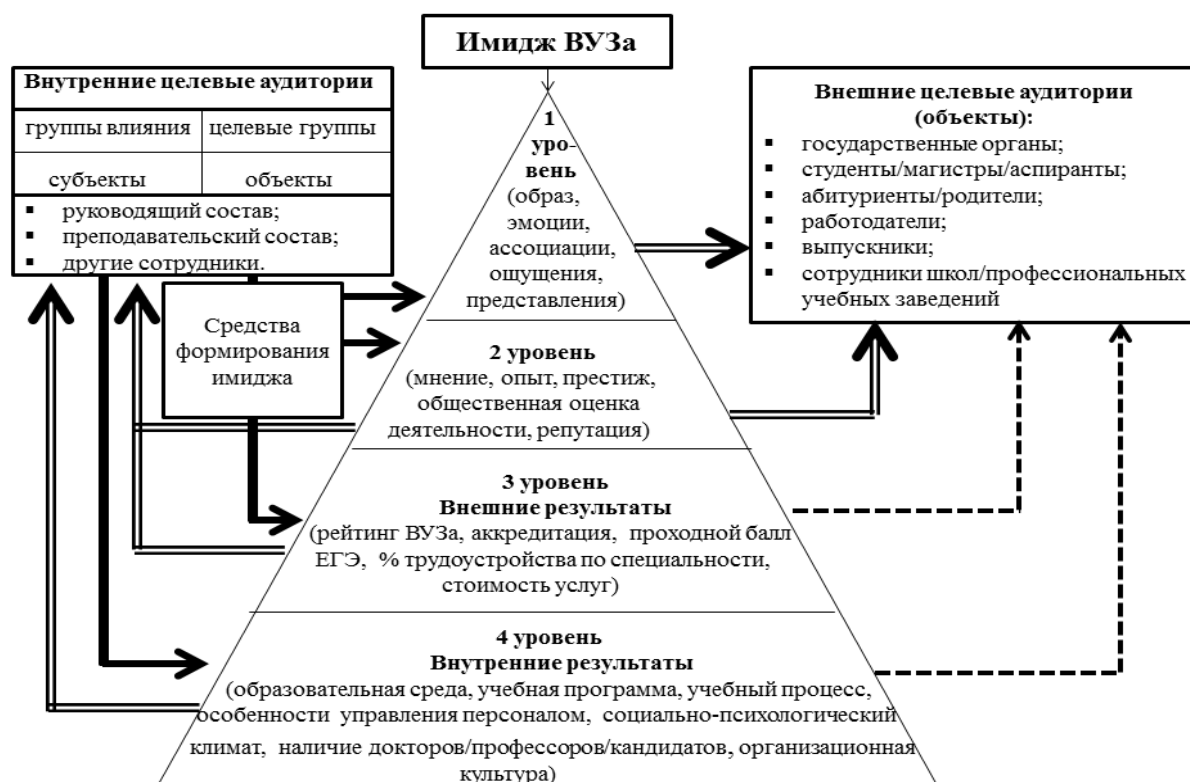 Имидж ВУЗа
Внутренние целевые аудитории
группы влияния
целевые группы
субъекты
объекты
▪ руководящий состав;
▪ преподавательский состав;
▪ другие сотрудники.
Средства
формирования
имиджа
1
уро-
вень
(образ,
эмоции,
ассоциации,
ощущения,
представления)
2 уровень
(мнение, опыт, престиж,
общественная оценка
деятельности, репутация)
3 уровень
Внешние результаты
(рейтинг ВУЗа, аккредитация, проходной балл
ЕГЭ, % трудоустройства по специальности,
стоимость услуг)
4 уровень
Внутренние результаты
(образовательная среда, учебная программа, учебный процесс,
особенности управления персоналом, социально-психологический
климат, наличие докторов/профессоров/кандидатов, организационная
культура)
Внешние целевые аудитории
(объекты):
▪ государственные органы;
▪ студенты/магистры/аспиранты;
▪ абитуриенты/родители;
▪ работодатели;
▪ выпускники;
▪ сотрудники школ/профессиональных
учебных заведений